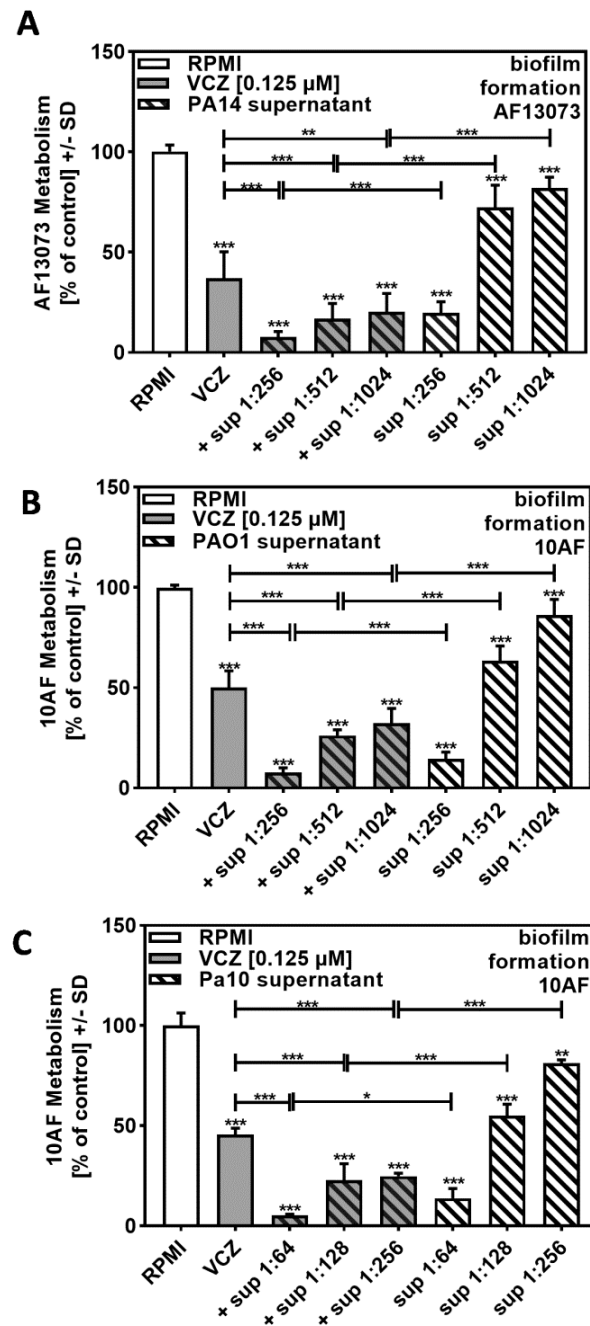 A
AF13073 Metabolism
[% of control] +/- SD
150
100
50
0
RPMI
VCZ [0.125 µM]
PA14 supernatant
biofilm
formation
AF13073
** ***
*** ***
*** ***
*** *** *** *** *** *** ***
RPMI
VCZ
+ sup 1:256
+ sup 1:512
+ sup 1:1024
sup 1:256
sup 1:512
sup 1:1024
B
10AF Metabolism
[% of control] +/- SD
150
100
50
0
RPMI
VCZ [0.125 µM]
PAO1 supernatant
biofilm
formation
10AF
*** ***
*** ***
*** ***
*** *** *** *** *** *** ***
RPMI
VCZ
+ sup 1:256
+ sup 1:512
+ sup 1:1024
sup 1:256
sup 1:512
sup 1:1024
C
10AF Metabolism
[% of control] +/- SD
150
100
50
0
RPMI
VCZ [0.125 µM]
Pa10 supernatant
biofilm
formation
10AF
*** ***
*** ***
*** *
*** *** *** *** *** *** **
RPMI
VCZ
+ sup 1:64
+ sup 1:128
+ sup 1:256
sup 1:64
sup 1:128
sup 1:256